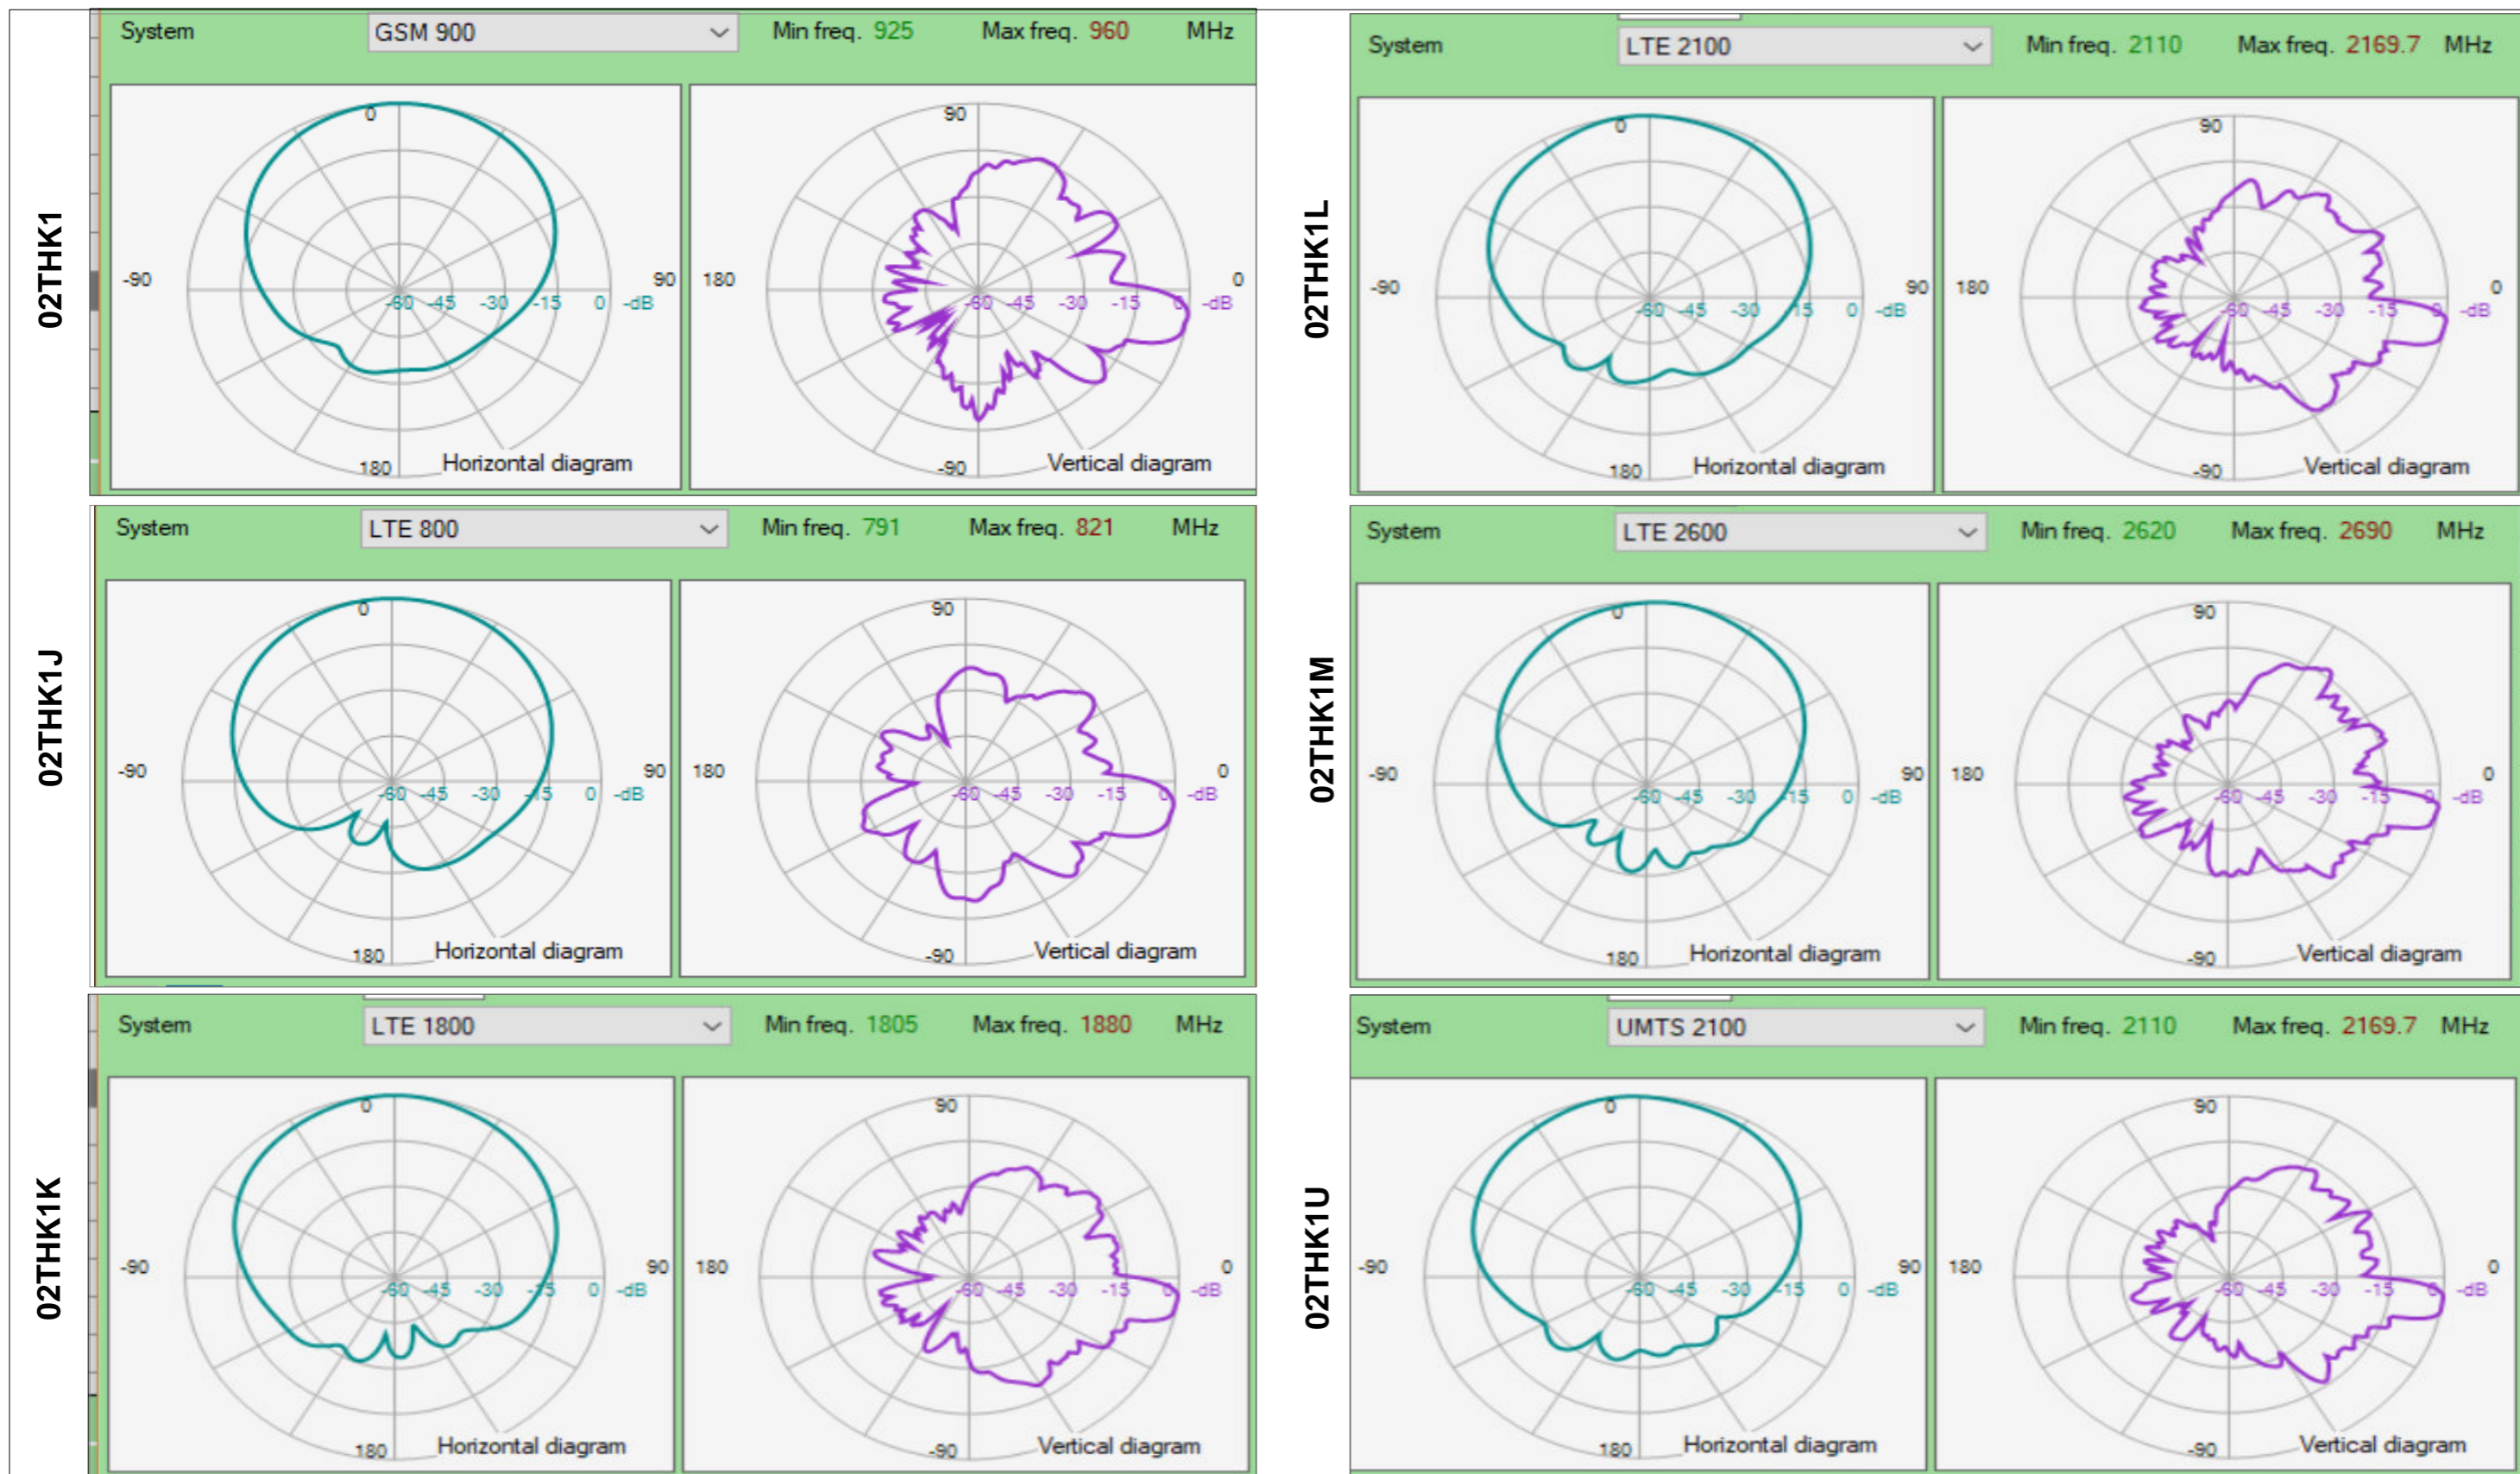 02THK1
System GSM 900 Min freq. 925 Max freq. 960 MHz
0
-90 90
-60 -45 -30 -15 0 -dB
180 Horizontal diagram
90
180 0
-60 -45 -30 -15 0 -dB
-90 Vertical diagram
02THK1L
System LTE 2100 Min freq. 2110 Max freq. 2169.7 MHz
0
-90 90
-60 -45 -30 -15 0 -dB
180 Horizontal diagram
90
180 0
-60 -45 -30 -15 0 -dB
-90 Vertical diagram
02THK1J
System LTE 800 Min freq. 791 Max freq. 821 MHz
0
-90 90
-60 -45 -30 -15 0 -dB
180 Horizontal diagram
90
180 0
-60 -45 -30 -15 0 -dB
-90 Vertical diagram
02THK1M
System LTE 2600 Min freq. 2620 Max freq. 2690 MHz
0
-90 90
-60 -45 -30 -15 0 -dB
180 Horizontal diagram
90
180 0
-60 -45 -30 -15 0 -dB
-90 Vertical diagram
02THK1K
System LTE 1800 Min freq. 1805 Max freq. 1880 MHz
0
-90 90
-60 -45 -30 -15 0 -dB
180 Horizontal diagram
90
180 0
-60 -45 -30 -15 0 -dB
-90 Vertical diagram
02THK1U
System UMTS 2100 Min freq. 2110 Max freq. 2169.7 MHz
0
-90 90
-60 -45 -30 -15 0 -dB
180 Horizontal diagram
90
180 0
-60 -45 -30 -15 0 -dB
-90 Vertical diagram